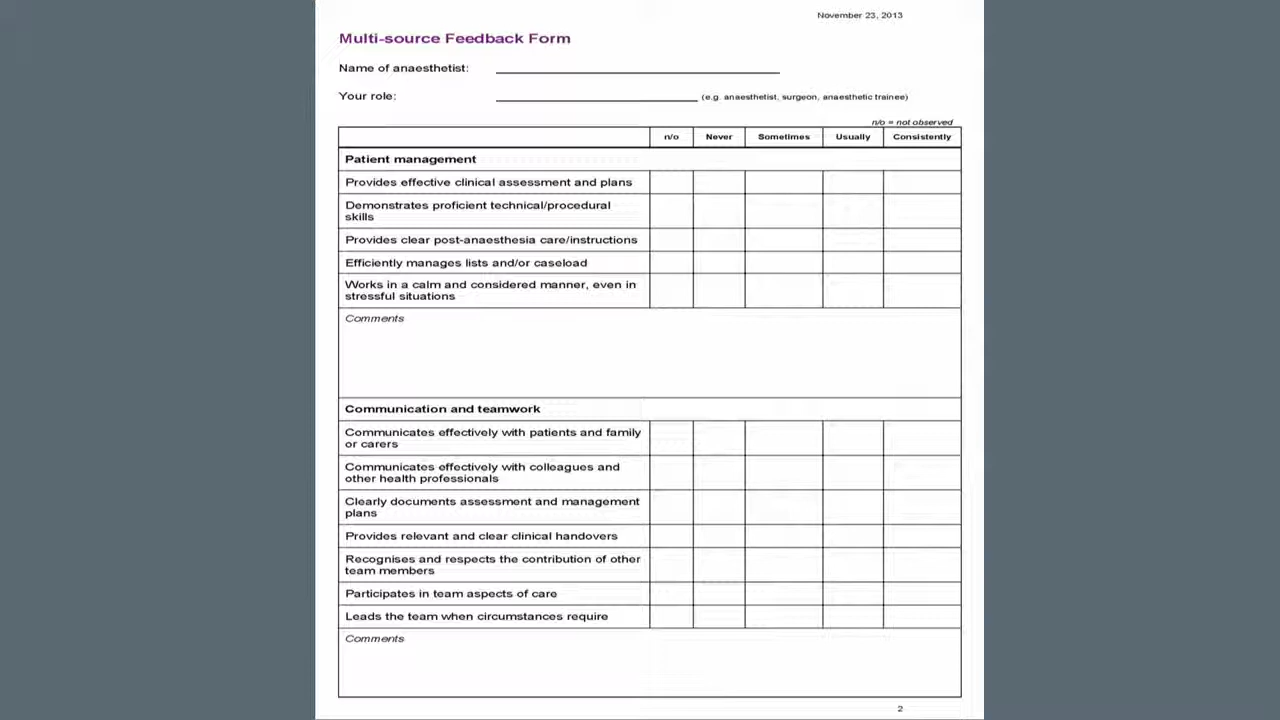 November 23, 2013
Multi-source Feedback Form
Name of anaesthetist:
Your role: (e.g. anaesthetist, surgeon, anaesthetic trainee)
n/o = not observed
n/o Never Sometimes Usually Consistently
Patient management
Provides effective clinical assessment and plans
Demonstrates proficient technical/procedural
skills
Provides clear post-anaesthesia care/instructions
Efficiently manages lists and/or caseload
Works in a calm and considered manner, even in
stressful situations
Comments
Communication and teamwork
Communicates effectively with patients and family
or carers
Communicates effectively with colleagues and
other health professionals
Clearly documents assessment and management
plans
Provides relevant and clear clinical handovers
Recognises and respects the contribution of other
team members
Participates in team aspects of care
Leads the team when circumstances require
Comments
2